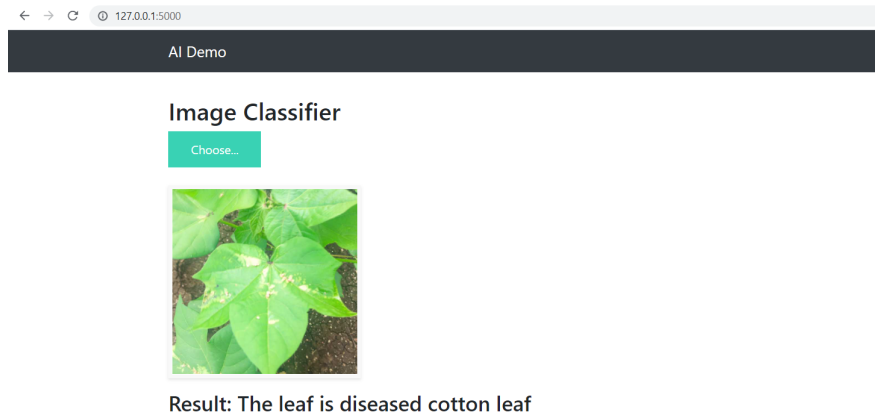 127.0.0.1:5000
AI Demo
Image Classifier
Choose...
Result: The leaf is diseased cotton leaf